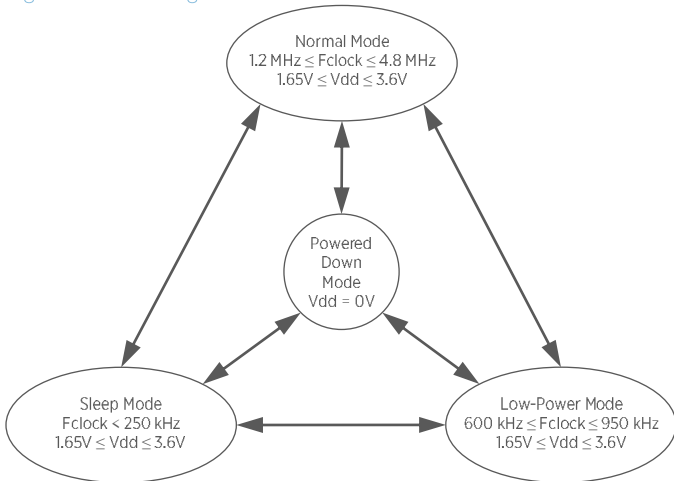 Normal Mode
1.2 MHz ≤ Fclock ≤ 4.8 MHz
1.65V ≤ Vdd ≤ 3.6V
Powered
Down
Mode
Vdd = 0V
Sleep Mode
Fclock < 250 kHz
1.65V ≤ Vdd ≤ 3.6V
Low-Power Mode
600 kHz ≤ Fclock ≤ 950 kHz
1.65V ≤ Vdd ≤ 3.6V